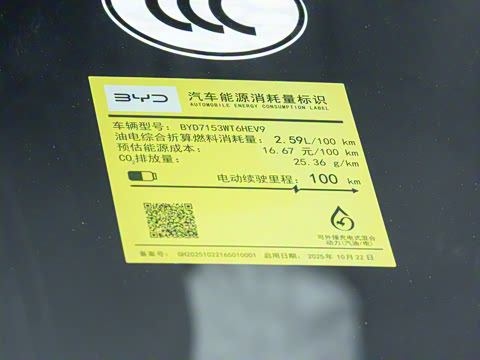 CCC
BYD 汽车能源消耗量标识
AUTOMOBILE ENERGY CONSUMPTION LABEL
车辆型号: BYD7153WT6HEV9
油电综合折算燃料消耗量: 2.59L/100 km
预估能源成本: 16.67 元/100 km
CO₂排放量: 25.36 g/km
电动续驶里程: 100 km
可外接充电式混合
动力(汽油/电)
备案号: GH20251022165010001 启用日期: 2025年10月22日